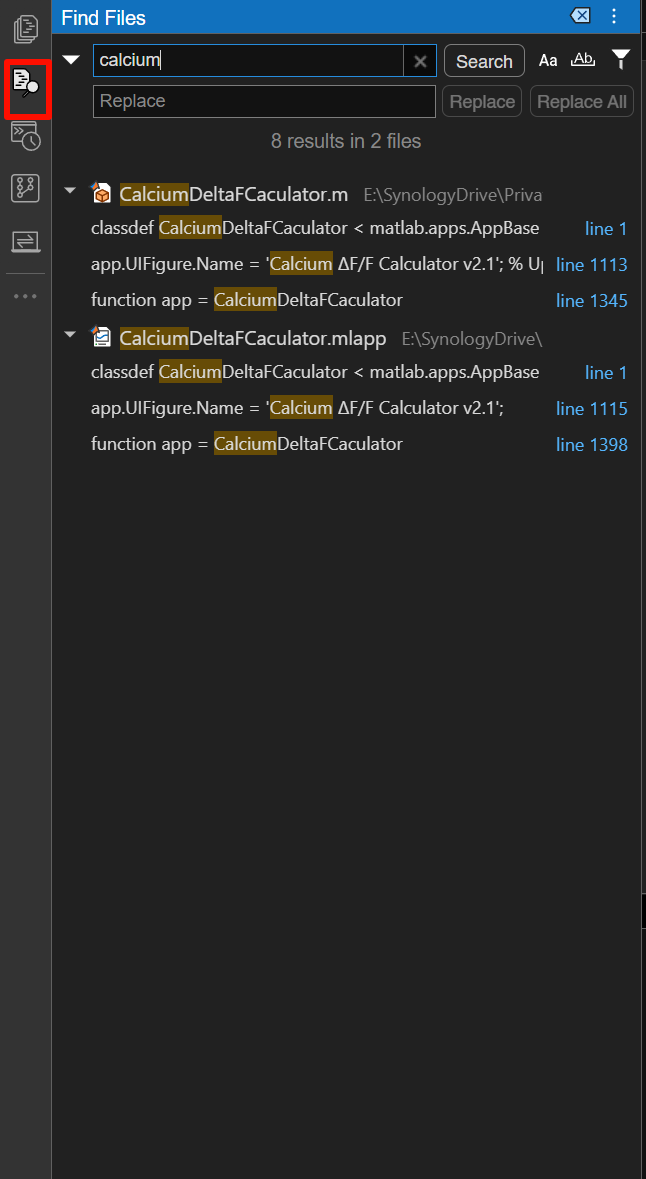 Find Files
calcium
Search
Aa
Ab
Replace
Replace
Replace All
8 results in 2 files
CalciumDeltaFCaculator.m E:\SynologyDrive\Priva
classdef CalciumDeltaFCaculator < matlab.apps.AppBase line 1
app.UIFigure.Name = 'Calcium ΔF/F Calculator v2.1'; % Up line 1113
function app = CalciumDeltaFCaculator line 1345
CalciumDeltaFCaculator.mlapp E:\SynologyDrive\
classdef CalciumDeltaFCaculator < matlab.apps.AppBase line 1
app.UIFigure.Name = 'Calcium ΔF/F Calculator v2.1'; line 1115
function app = CalciumDeltaFCaculator line 1398